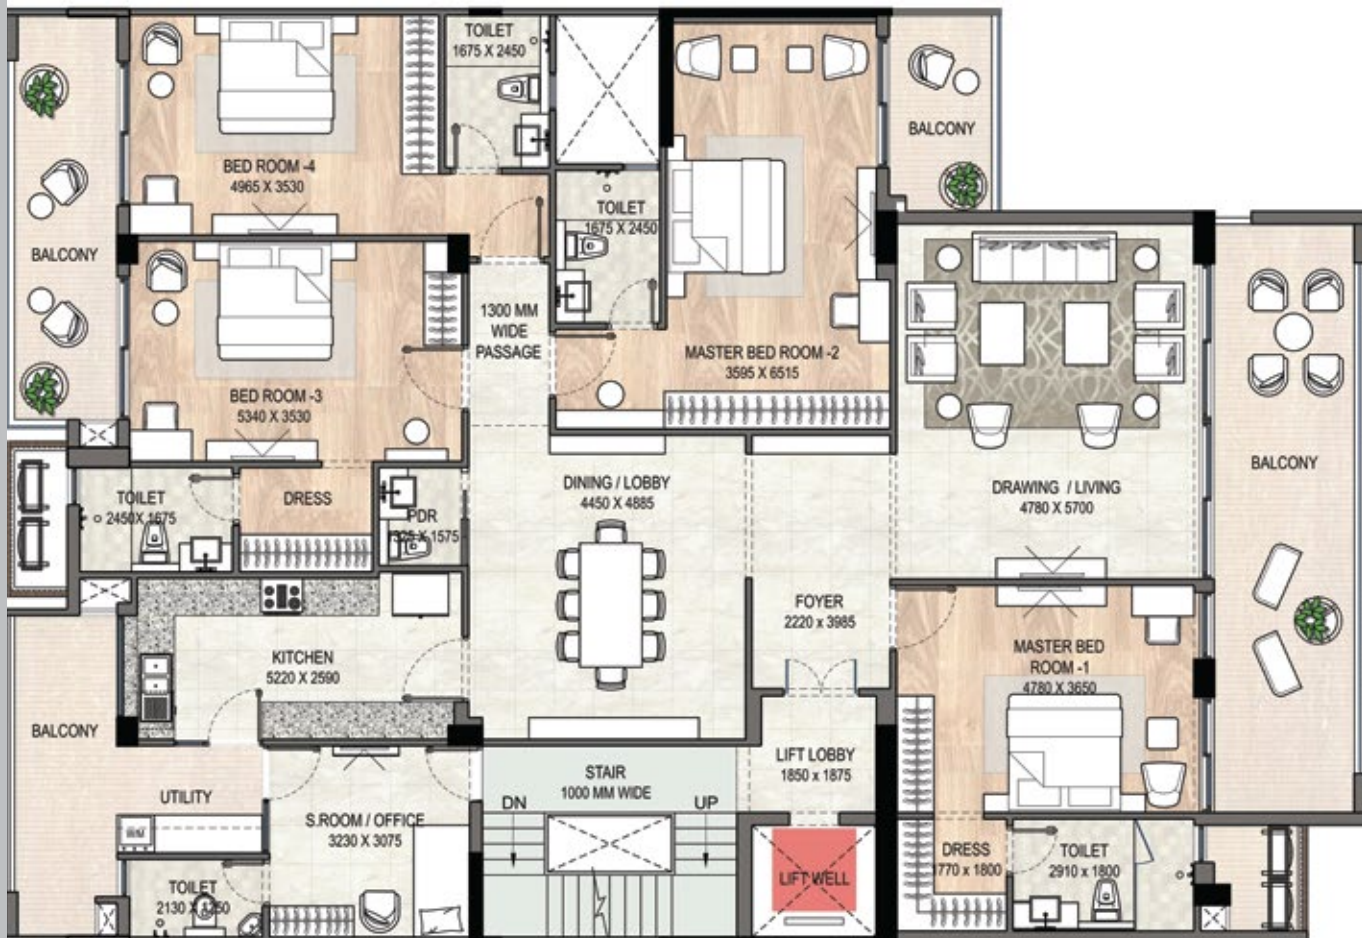 TOILET
1675 X 2450
BED ROOM -4
4965 X 3530
BALCONY
BALCONY
TOILET
1675 X 2450
1300 MM
WIDE
PASSAGE
MASTER BED ROOM -2
3595 X 6515
BED ROOM -3
5340 X 3530
DINING / LOBBY
4450 X 4885
DRAWING / LIVING
4780 X 5700
BALCONY
TOILET
2450X 1675
DRESS
PDR
X 1575
KITCHEN
5220 X 2590
FOYER
2220 x 3985
MASTER BED
ROOM -1
4780 X 3650
BALCONY
UTILITY
S.ROOM / OFFICE
3230 X 3075
STAIR
1000 MM WIDE
DN
UP
LIFT LOBBY
1850 x 1875
LIFT WELL
DRESS
1770 x 1800
TOILET
2910 x 1800
TOILET
2130 X 1250